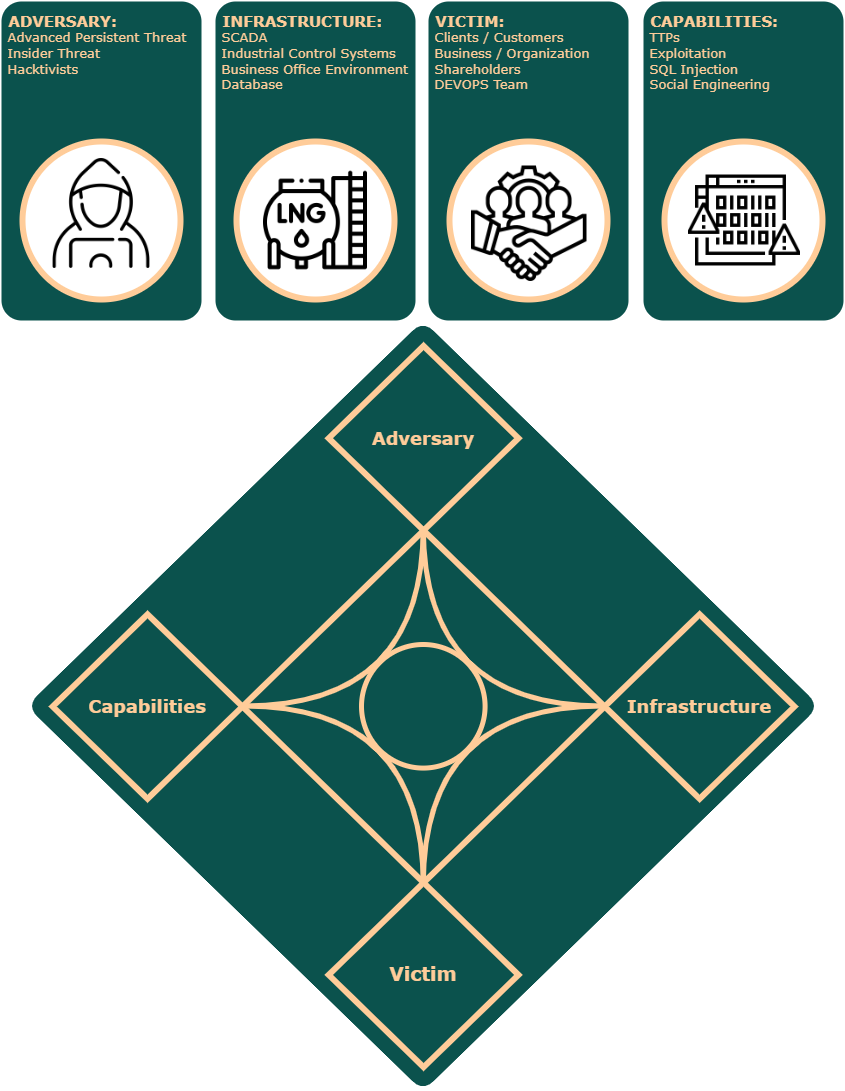 ADVERSARY:
Advanced Persistent Threat
Insider Threat
Hacktivists
INFRASTRUCTURE:
SCADA
Industrial Control Systems
Business Office Environment
Database
LNG
VICTIM:
Clients / Customers
Business / Organization
Shareholders
DEVOPS Team
CAPABILITIES:
TTPs
Exploitation
SQL Injection
Social Engineering
Adversary
Capabilities
Infrastructure
Victim